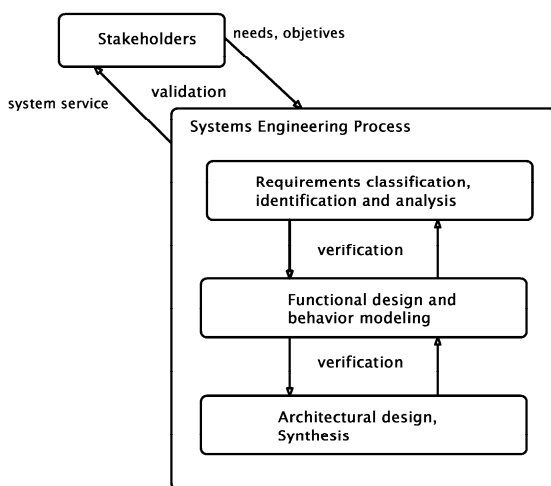 Stakeholders
needs, objetives
validation
system service
Systems Engineering Process
Requirements classification,
identification and analysis
verification
Functional design and
behavior modeling
verification
Architectural design,
Synthesis